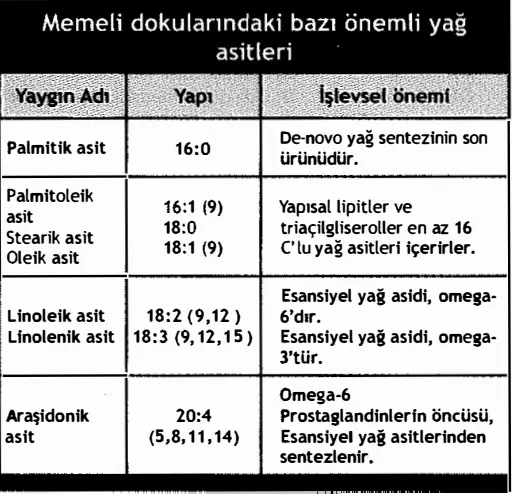 Memeli dokularındaki bazı önemli yağ
asitleri
Yaygın Adı Yapı İşlevsel önemi
Palmitik asit 16:0 De-novo yağ sentezinin son
ürünüdür.
Palmitoleik
asit
Stearik asit
Oleik asit
16:1 (9)
18:0
18:1 (9)
Yapısal lipitler ve
triaçilgliseroller en az 16
C'lu yağ asitleri içerirler.
Linoleik asit
Linolenik asit
18:2 (9,12 )
18:3 (9,12,15)
Esansiyel yağ asidi, omega-
6'dır.
Esansiyel yağ asidi, omega-
3'tür.
Araşidonik
asit
20:4
(5,8,11,14)
Omega-6
Prostaglandinlerin öncüsü,
Esansiyel yağ asitlerinden
sentezlenir.